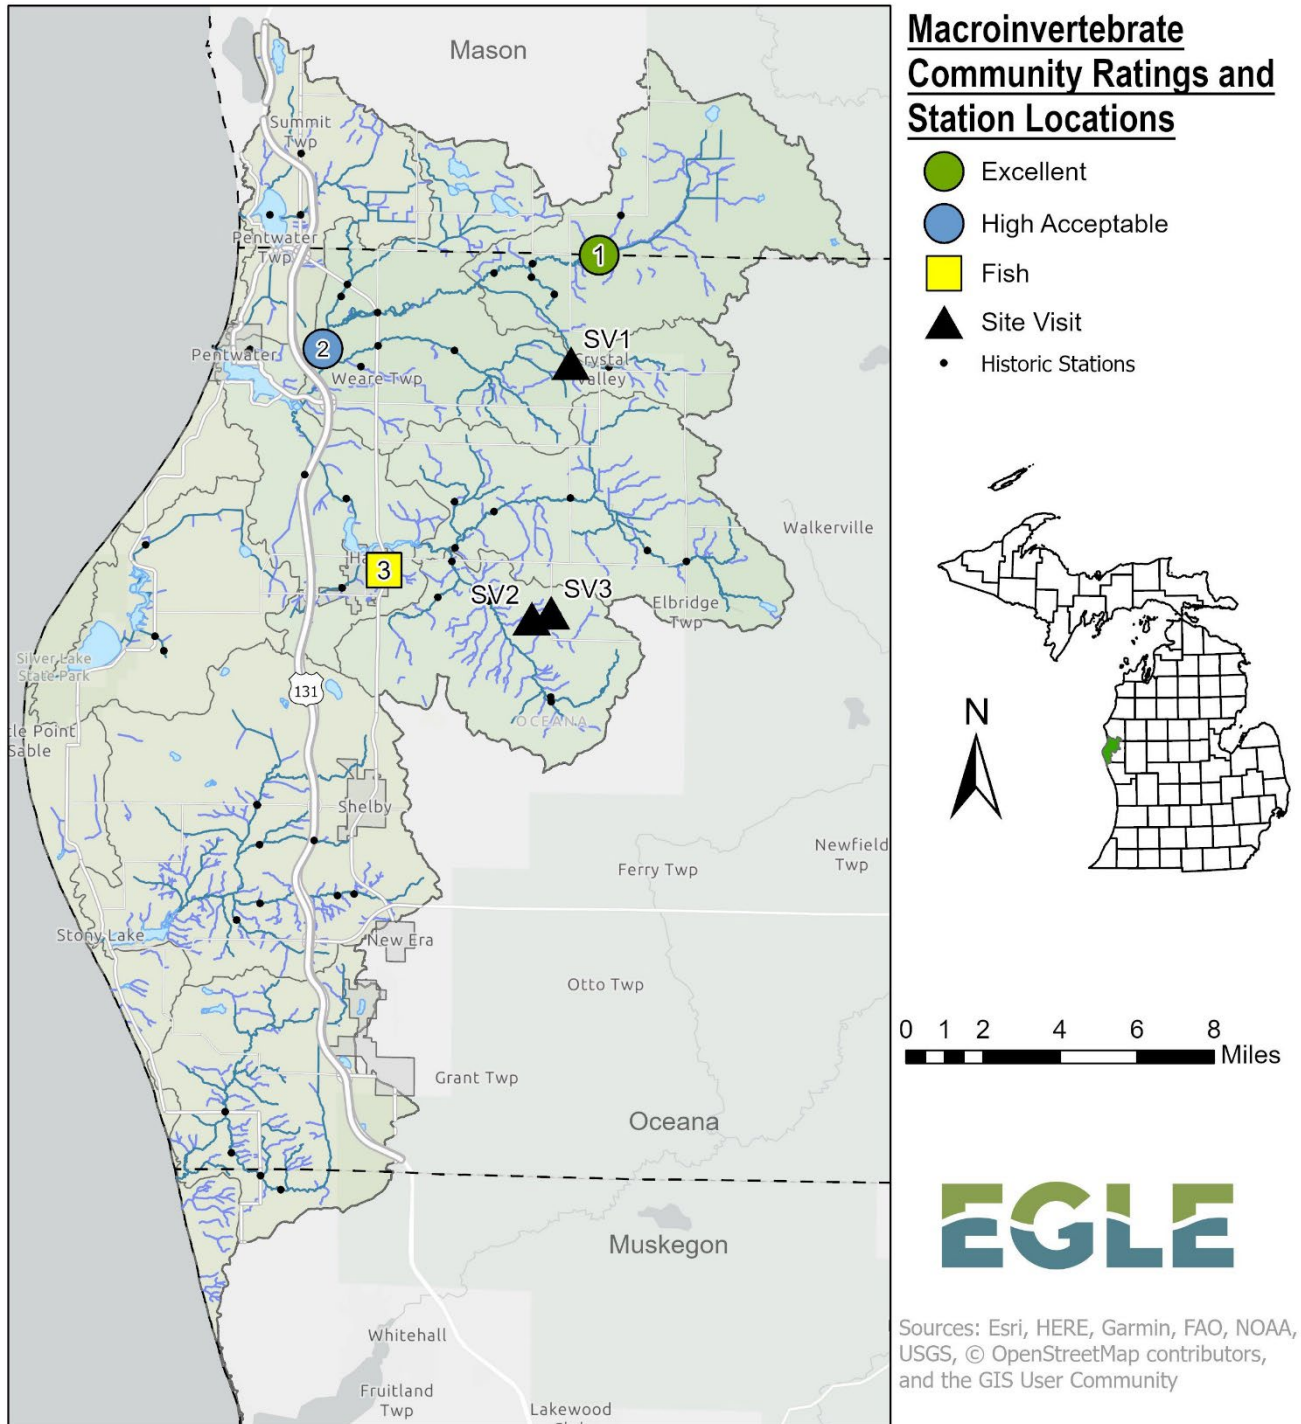 Mason
Summit
Twp
Pentwater
Twp
1
2
Pentwater
Weare Twp
SV1
Crystal
Valley
Walkerville
Ha
3
SV2
SV3
Elbridge
Twp
Silver Lake
State Park
131
OCEANA
tle Point
Sable
Shelby
Newfield
Twp
Ferry Twp
Stony Lake
New Era
Otto Twp
Grant Twp
Oceana
Muskegon
Whitehall
Fruitland
Twp
Lakewood
Macroinvertebrate
Community Ratings and
Station Locations
Excellent
High Acceptable
Fish
Site Visit
Historic Stations
N
0 1 2 4 6 8
Miles
EGLE
Sources: Esri, HERE, Garmin, FAO, NOAA,
USGS, © OpenStreetMap contributors,
and the GIS User Community